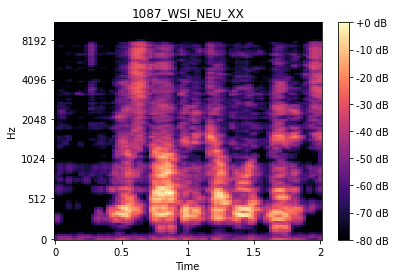 1087_WSI_NEU_XX
8192
4096
2048
1024
512
0
Hz
0
0.5
1
1.5
2
Time
+0 dB
-10 dB
-20 dB
-30 dB
-40 dB
-50 dB
-60 dB
-70 dB
-80 dB